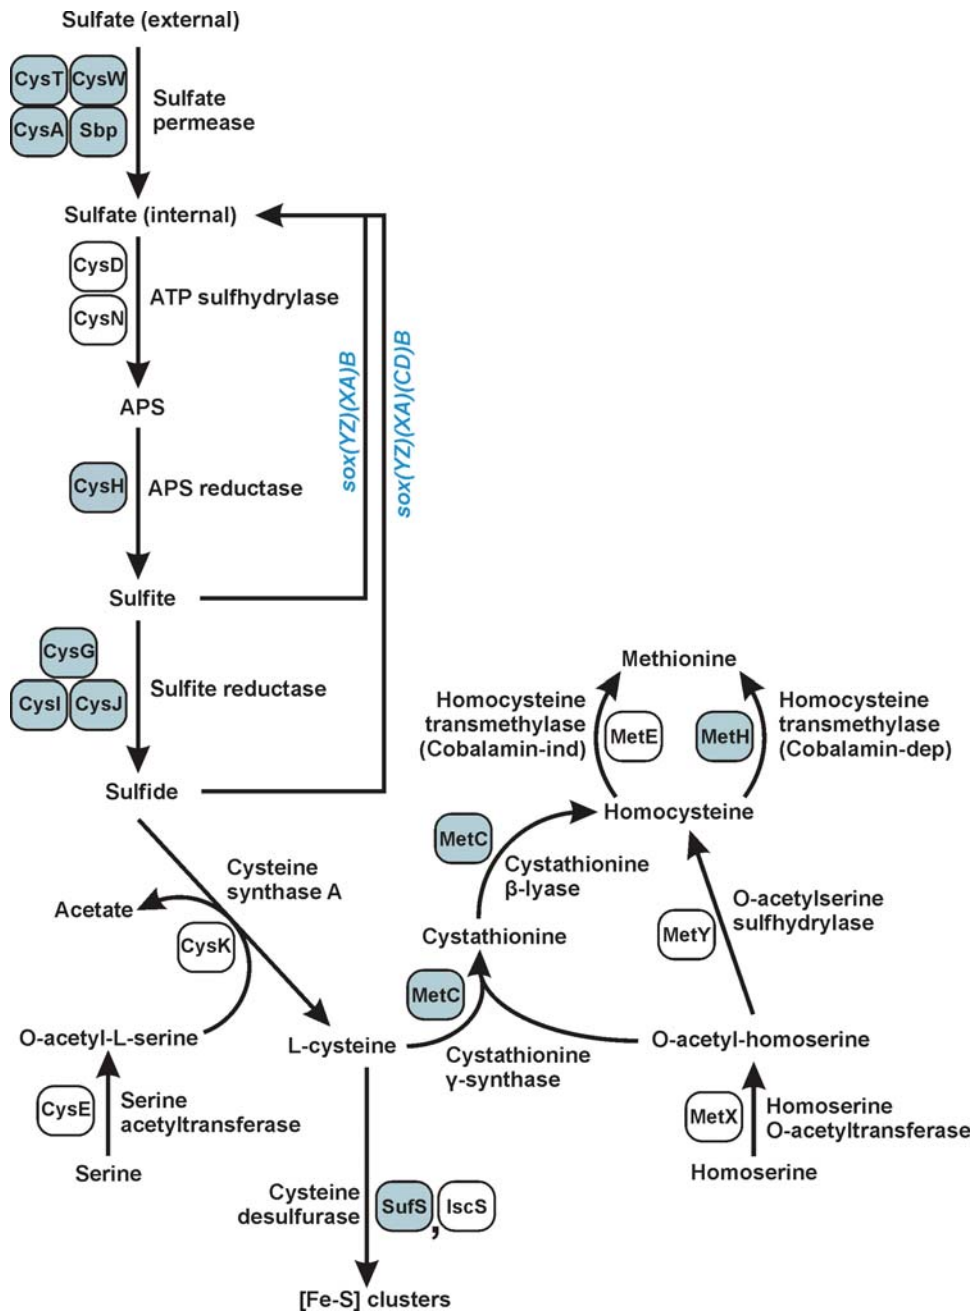 Sulfate (external)
CysT
CysW
CysA
Sbp
Sulfate
permease
Sulfate (internal)
CysD
CysN
ATP sulfhydrylase
sox(YZ)(XA)B
sox(YZ)(XA)(CD)B
APS
CysH
APS reductase
Sulfite
CysG
CysI
CysJ
Sulfite reductase
Sulfide
Methionine
Homocysteine
transmethylase
(Cobalamin-ind)
MetE
MetH
Homocysteine
transmethylase
(Cobalamin-dep)
Homocysteine
MetC
Cystathionine
β-lyase
Cysteine
synthase A
Acetate
CysK
Cystathionine
MetY
O-acetylserine
sulfhydrylase
MetC
O-acetyl-L-serine
L-cysteine
Cystathionine
γ-synthase
O-acetyl-homoserine
CysE
Serine
acetyltransferase
Serine
MetX
Homoserine
O-acetyltransferase
Homoserine
Cysteine
desulfurase
SufS
,
IscS
[Fe-S] clusters